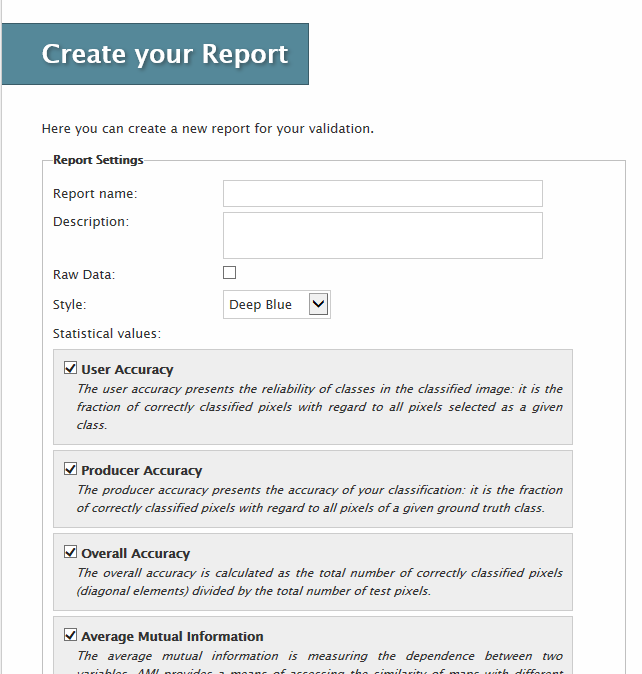 Create your Report
Here you can create a new report for your validation.
Report Settings
Report name:
Description:
Raw Data:
Style:
Deep Blue
Statistical values:
User Accuracy
The user accuracy presents the reliability of classes in the classified image: it is the
fraction of correctly classified pixels with regard to all pixels selected as a given
class.
Producer Accuracy
The producer accuracy presents the accuracy of your classification: it is the fraction
of correctly classified pixels with regard to all pixels of a given ground truth class.
Overall Accuracy
The overall accuracy is calculated as the total number of correctly classified pixels
(diagonal elements) divided by the total number of test pixels.
Average Mutual Information
The average mutual information is measuring the dependence between two
variables. AMI provides a means of assessing the similarity of maps with different